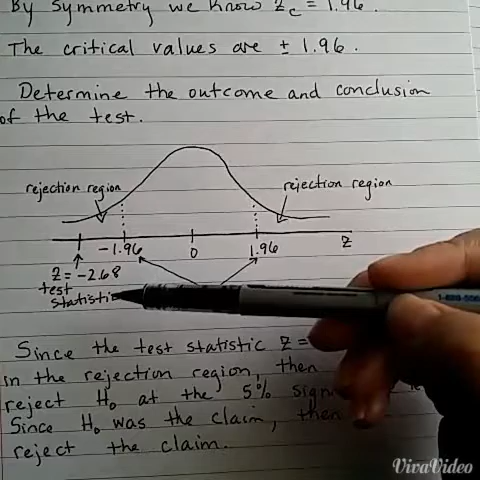 By symmetry we know Zc = 1.96.
The critical values are ± 1.96.
Determine the outcome and conclusion
of the test.
rejection region
rejection region
-1.96 0 1.96 Z
Z = -2.68
test
Since the test statistic Z =
in the rejection region, then
reject H₀ at the 5%
Since H₀ was the claim, then
reject the claim.
VivaVideo